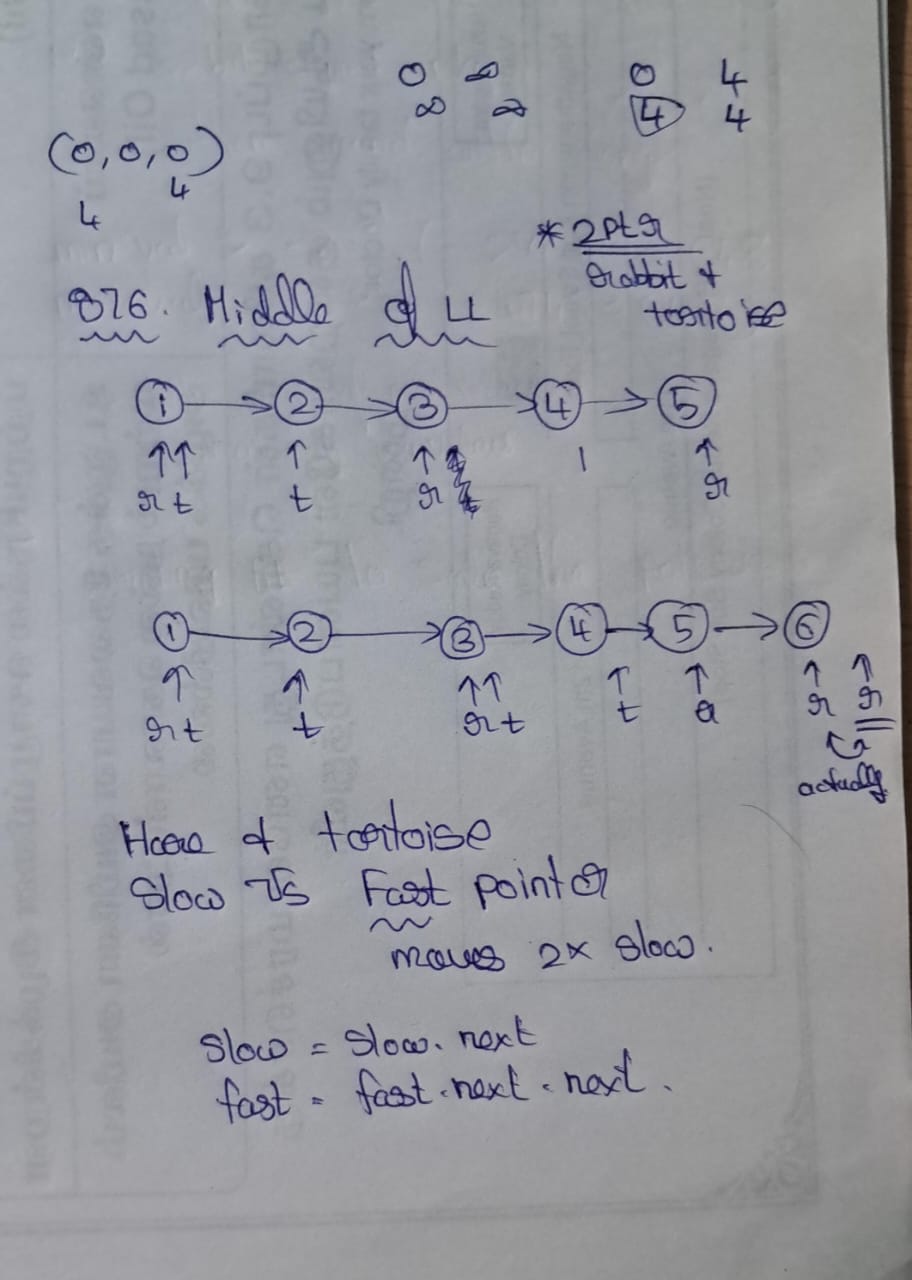 0 ∞ 0 4
∞ ∞ 4 4
(0,0,0)
4
4
* 2 ptr
rabbit &
tortoise
876. Middle of LL
1 2 3 4 5
r t t r r
1 2 3 4 5 6
r t t r t t r r r
actually
Hare & tortoise
Slow vs Fast pointer
moves 2x slow.
slow = slow.next
fast = fast.next.next.